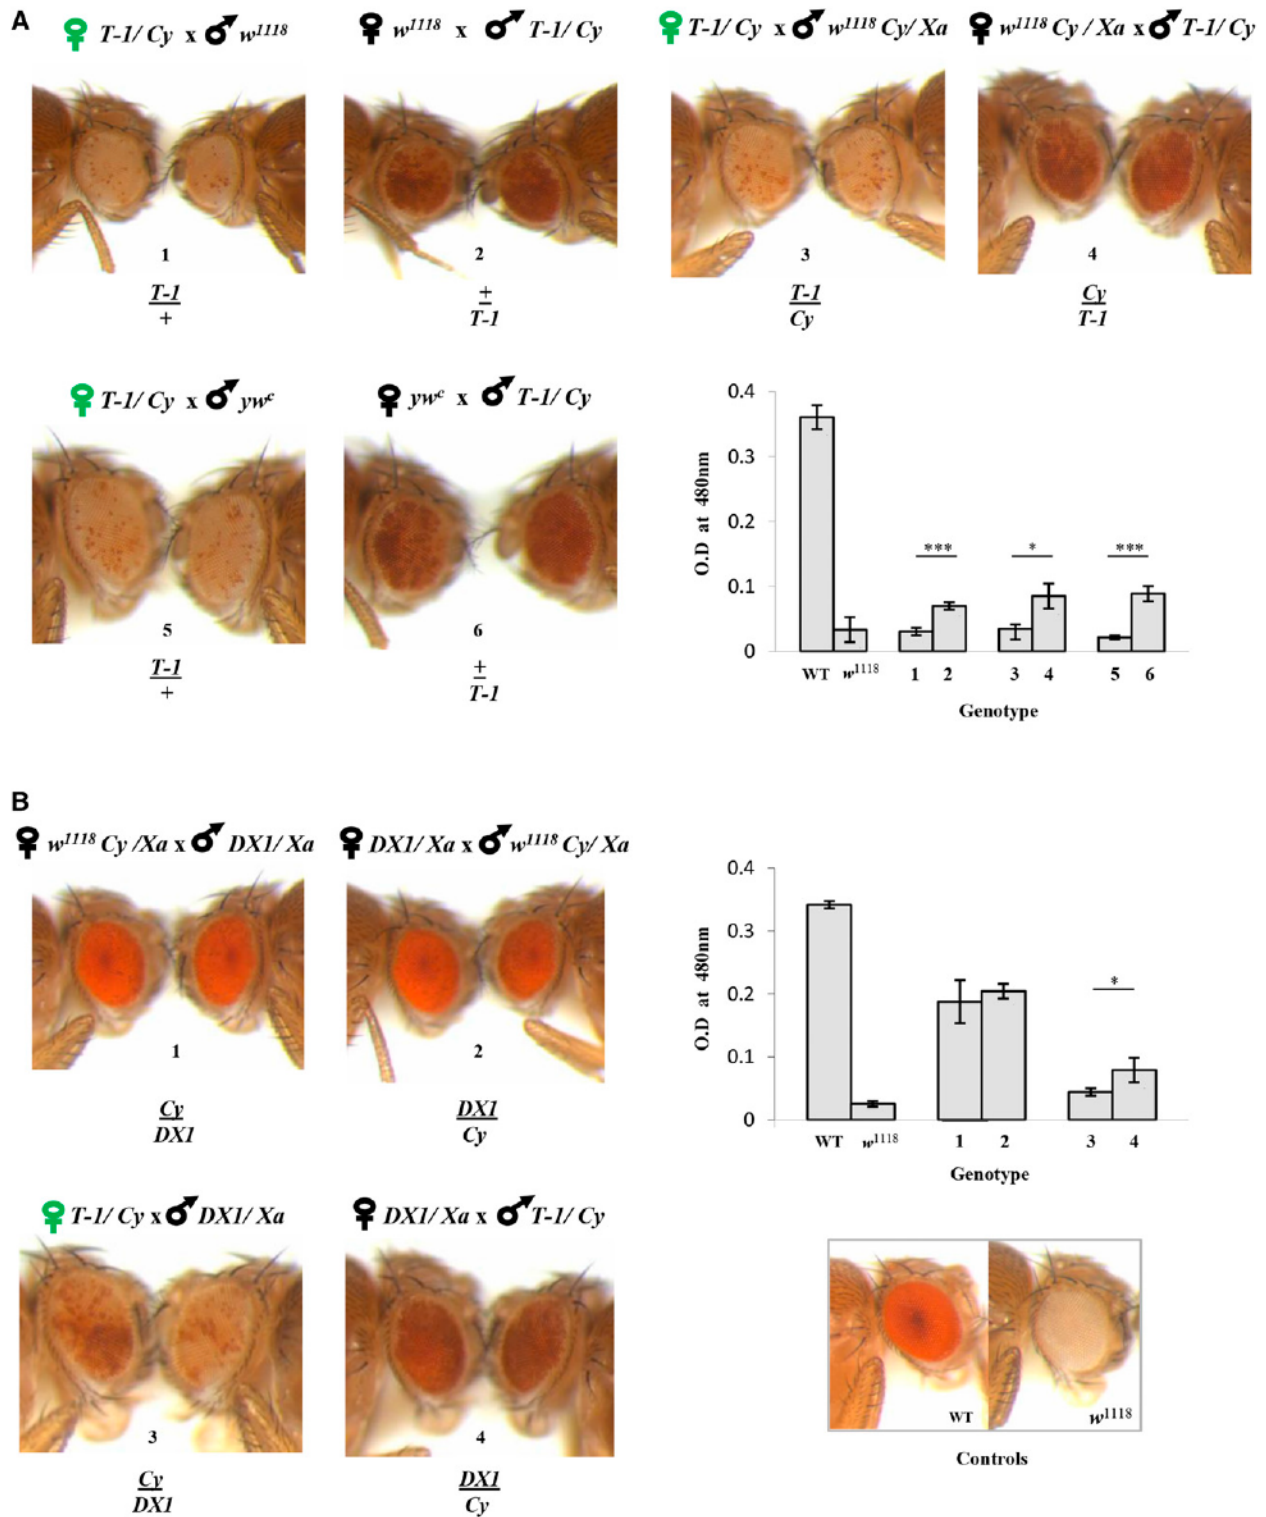 A
♀ T-1/ Cy x ♂ w1118
♀ w1118 x ♂ T-1/ Cy
♀ T-1/ Cy x ♂ w1118 Cy/ Xa
♀ w1118 Cy / Xa x ♂ T-1/ Cy
1
T-1
+
2
+
T-1
3
T-1
Cy
4
Cy
T-1
♀ T-1/ Cy x ♂ ywc
♀ ywc x ♂ T-1/ Cy
5
T-1
+
6
+
T-1
O.D at 480nm
0.4
0.3
0.2
0.1
0
*** * ***
WT w1118 1 2 3 4 5 6
Genotype
B
♀ w1118 Cy /Xa x ♂ DX1/ Xa
♀ DX1/ Xa x ♂ w1118 Cy/ Xa
1
Cy
DX1
2
DX1
Cy
O.D at 480nm
0.4
0.3
0.2
0.1
0
*
WT w1118 1 2 3 4
Genotype
♀ T-1/ Cy x ♂ DX1/ Xa
♀ DX1/ Xa x ♂ T-1/ Cy
3
Cy
DX1
4
DX1
Cy
WT
w1118
Controls